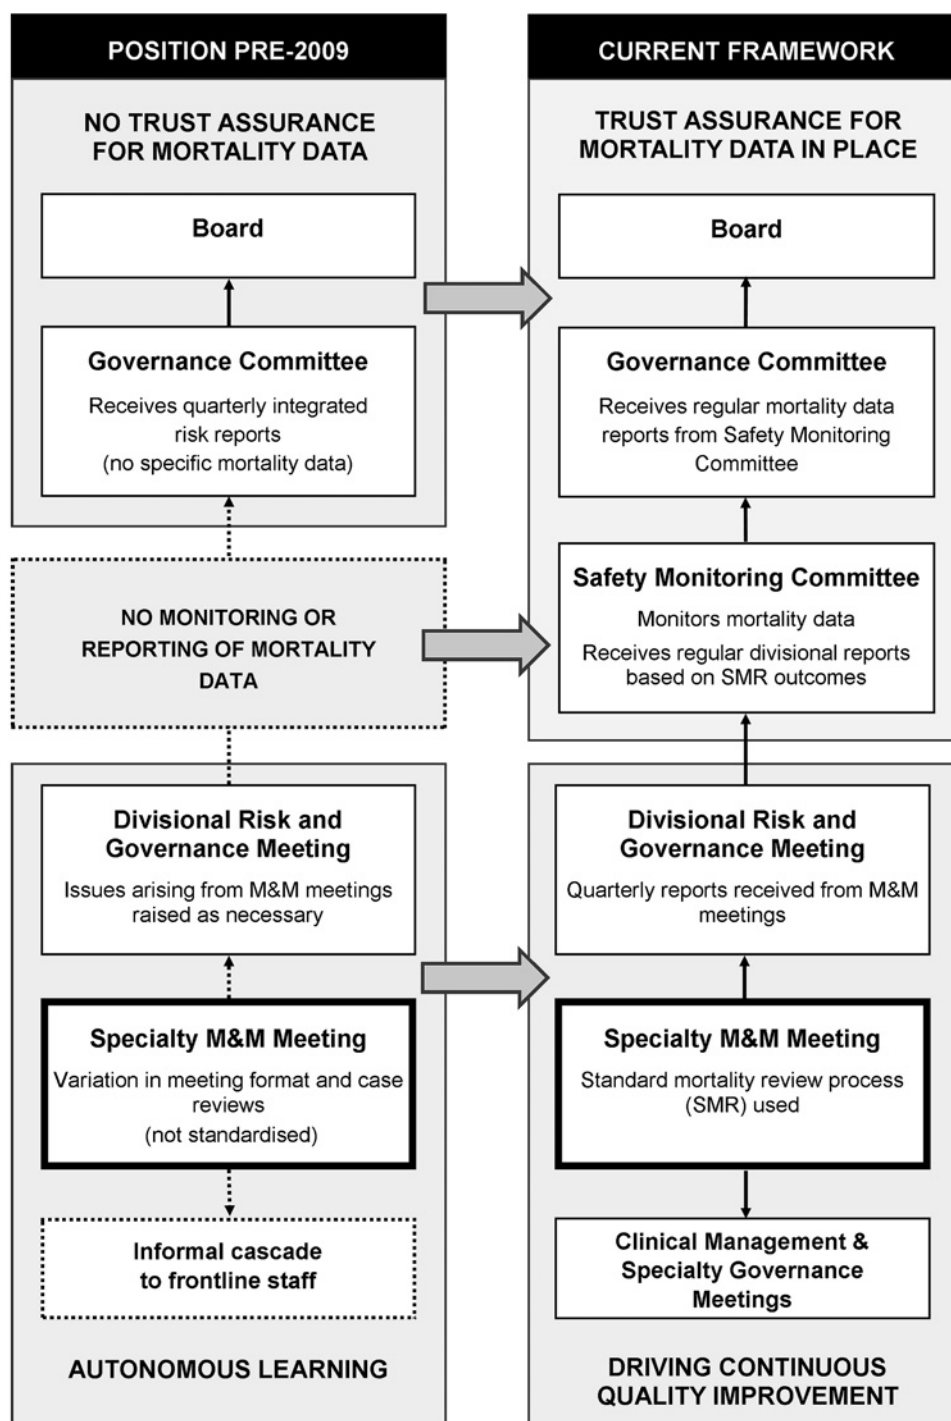 POSITION PRE-2009
NO TRUST ASSURANCE
FOR MORTALITY DATA
Board
Governance Committee
Receives quarterly integrated
risk reports
(no specific mortality data)
NO MONITORING OR
REPORTING OF MORTALITY
DATA
Divisional Risk and
Governance Meeting
Issues arising from M&M meetings
raised as necessary
Specialty M&M Meeting
Variation in meeting format and case
reviews
(not standardised)
Informal cascade
to frontline staff
AUTONOMOUS LEARNING
CURRENT FRAMEWORK
TRUST ASSURANCE FOR
MORTALITY DATA IN PLACE
Board
Governance Committee
Receives regular mortality data
reports from Safety Monitoring
Committee
Safety Monitoring Committee
Monitors mortality data
Receives regular divisional reports
based on SMR outcomes
Divisional Risk and
Governance Meeting
Quarterly reports received from M&M
meetings
Specialty M&M Meeting
Standard mortality review process
(SMR) used
Clinical Management &
Specialty Governance
Meetings
DRIVING CONTINUOUS
QUALITY IMPROVEMENT